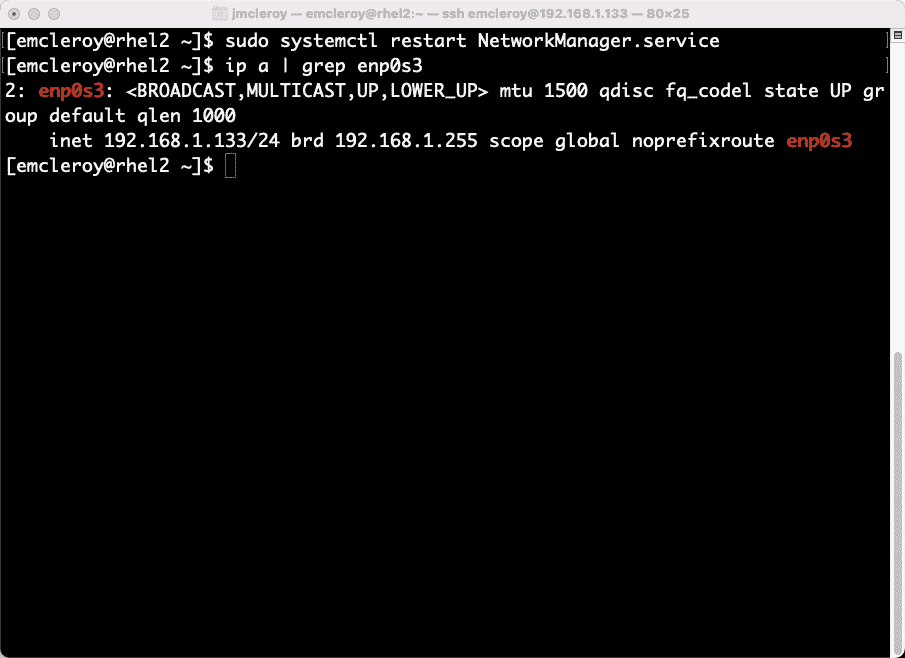 jmcleroy — emcleroy@rhel2:~ — ssh emcleroy@192.168.1.133 — 80×25
[emcleroy@rhel2 ~]$ sudo systemctl restart NetworkManager.service
[emcleroy@rhel2 ~]$ ip a | grep enp0s3
2: enp0s3: <BROADCAST,MULTICAST,UP,LOWER_UP> mtu 1500 qdisc fq_codel state UP gr
oup default qlen 1000
    inet 192.168.1.133/24 brd 192.168.1.255 scope global noprefixroute enp0s3
[emcleroy@rhel2 ~]$